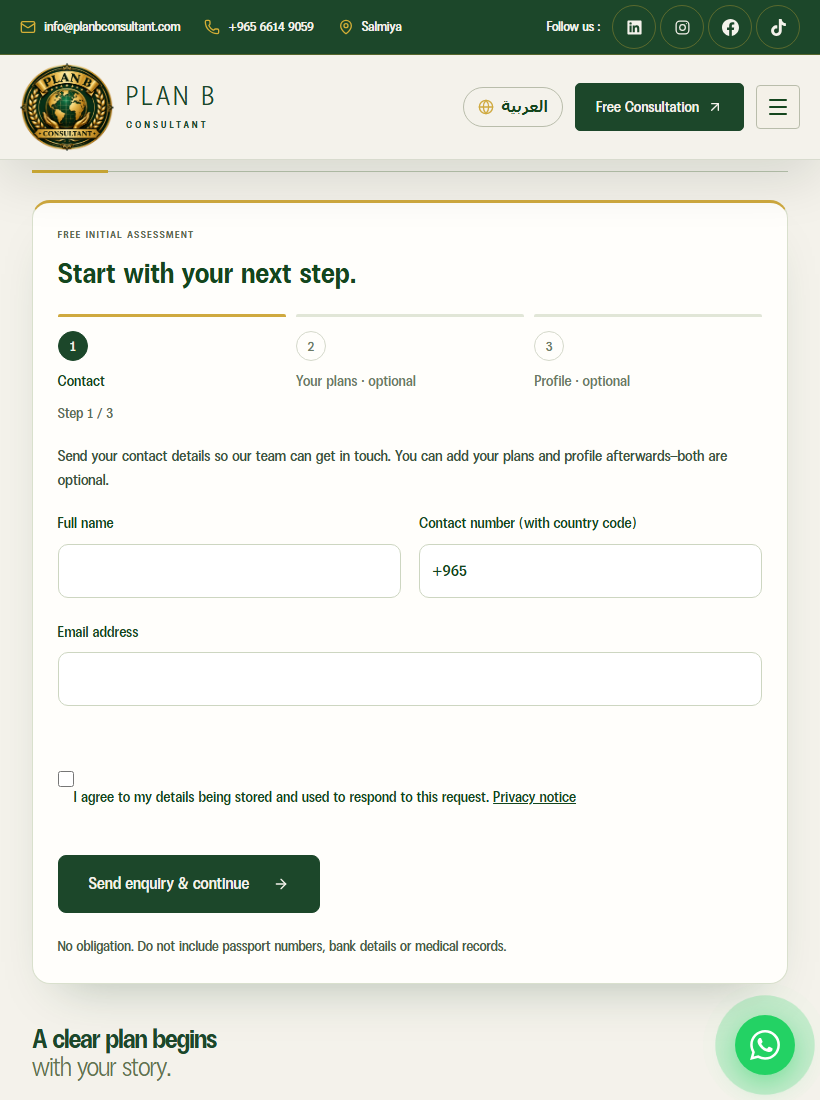 info@planbconsultant.com +965 6614 9059 Salmiya Follow us :
PLAN B
CONSULTANT
PLAN B
CONSULTANT
العربية
Free Consultation
FREE INITIAL ASSESSMENT
Start with your next step.
1 2 3
Contact Your plans · optional Profile · optional
Step 1 / 3
Send your contact details so our team can get in touch. You can add your plans and profile afterwards—both are
optional.
Full name Contact number (with country code)
+965
Email address
I agree to my details being stored and used to respond to this request. Privacy notice
Send enquiry & continue
No obligation. Do not include passport numbers, bank details or medical records.
A clear plan begins
with your story.